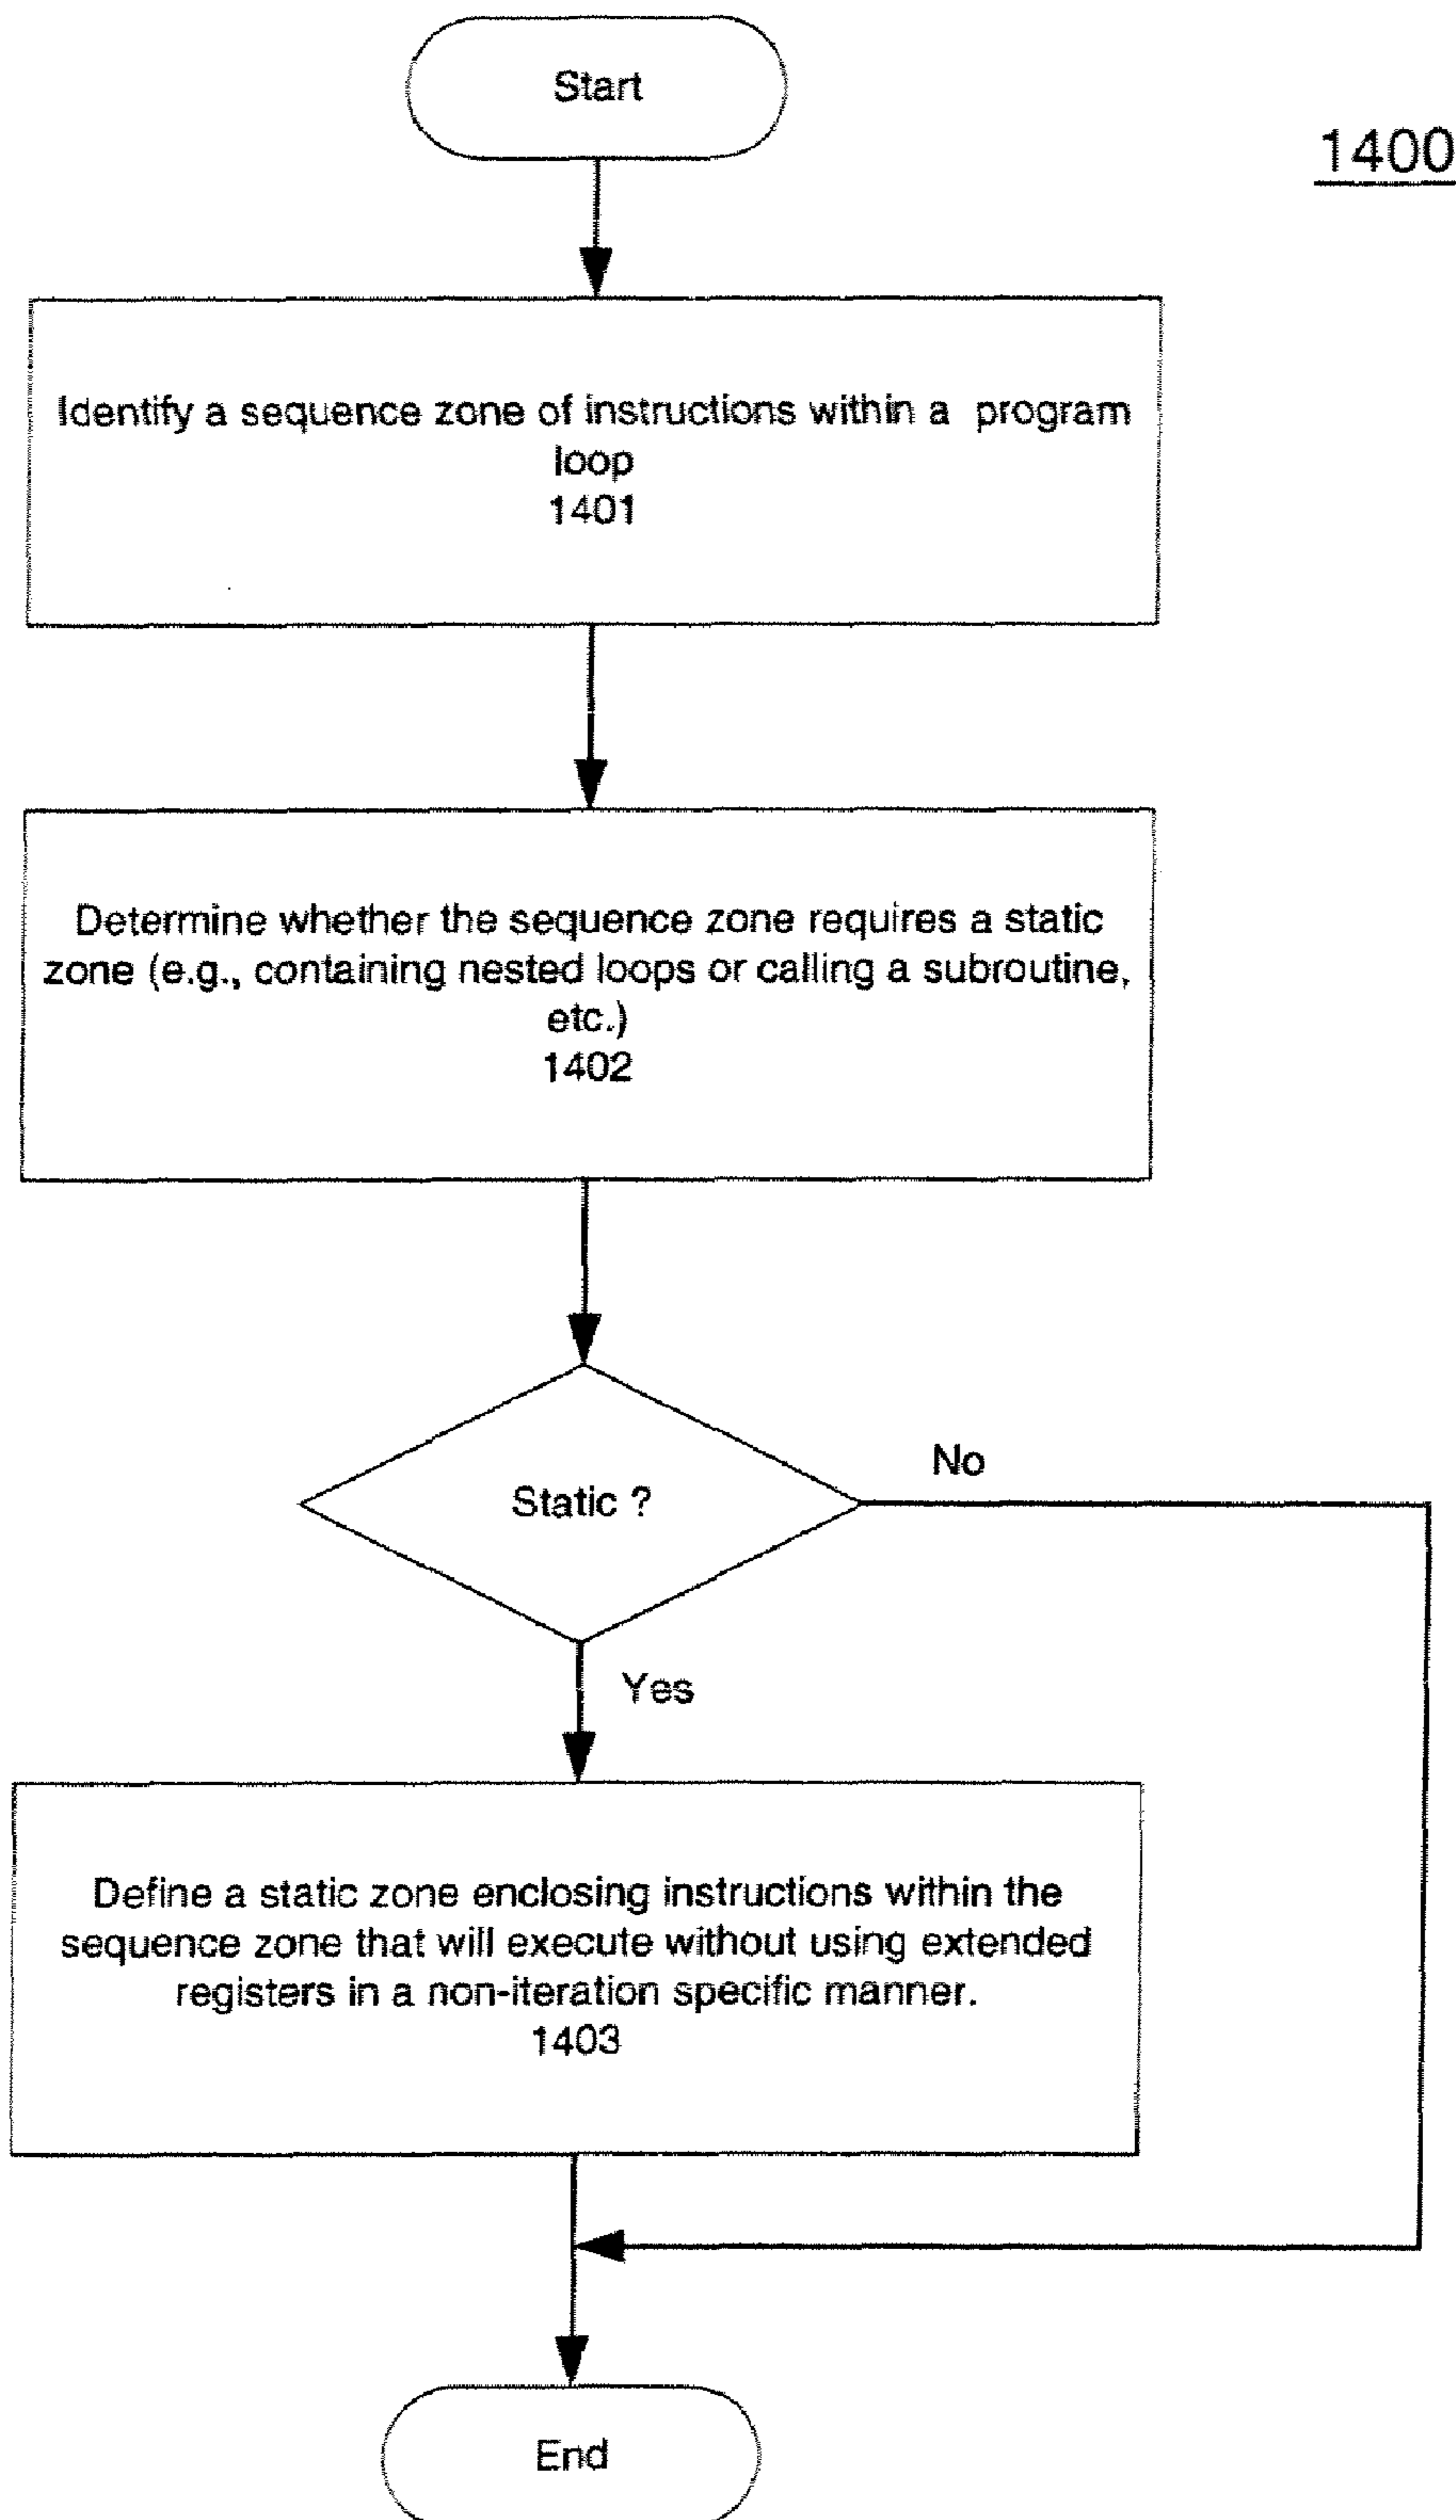 Start
1400
Identify a sequence zone of instructions within a program
loop
1401
Determine whether the sequence zone requires a static
zone (e.g., containing nested loops or calling a subroutine,
etc.)
1402
Static ?
No
Yes
Define a static zone enclosing instructions within the
sequence zone that will execute without using extended
registers in a non-iteration specific manner.
1403
End